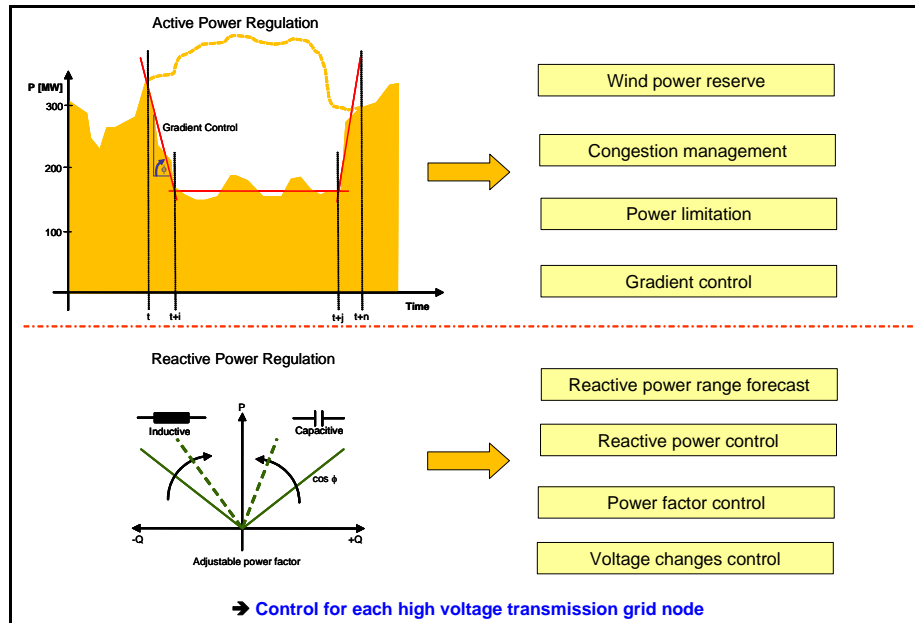 Active Power Regulation
P [MW]
300
200
100
Gradient Control
ϕ
Time
t
t+i
t+j
t+n
Wind power reserve
Congestion management
Power limitation
Gradient control
Reactive Power Regulation
Inductive
P
Capacitive
cos ϕ
-Q
+Q
Adjustable power factor
Reactive power range forecast
Reactive power control
Power factor control
Voltage changes control
➔ Control for each high voltage transmission grid node